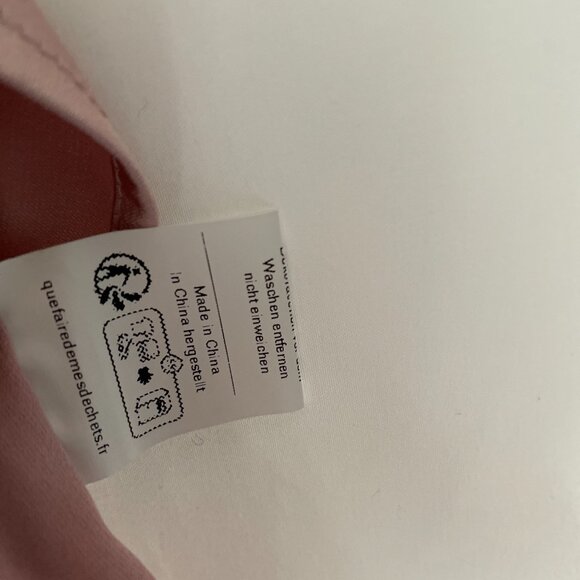 Waschen entfernen
nicht einweichen
Made in China
In China hergestellt
quefairedemesdechets.fr